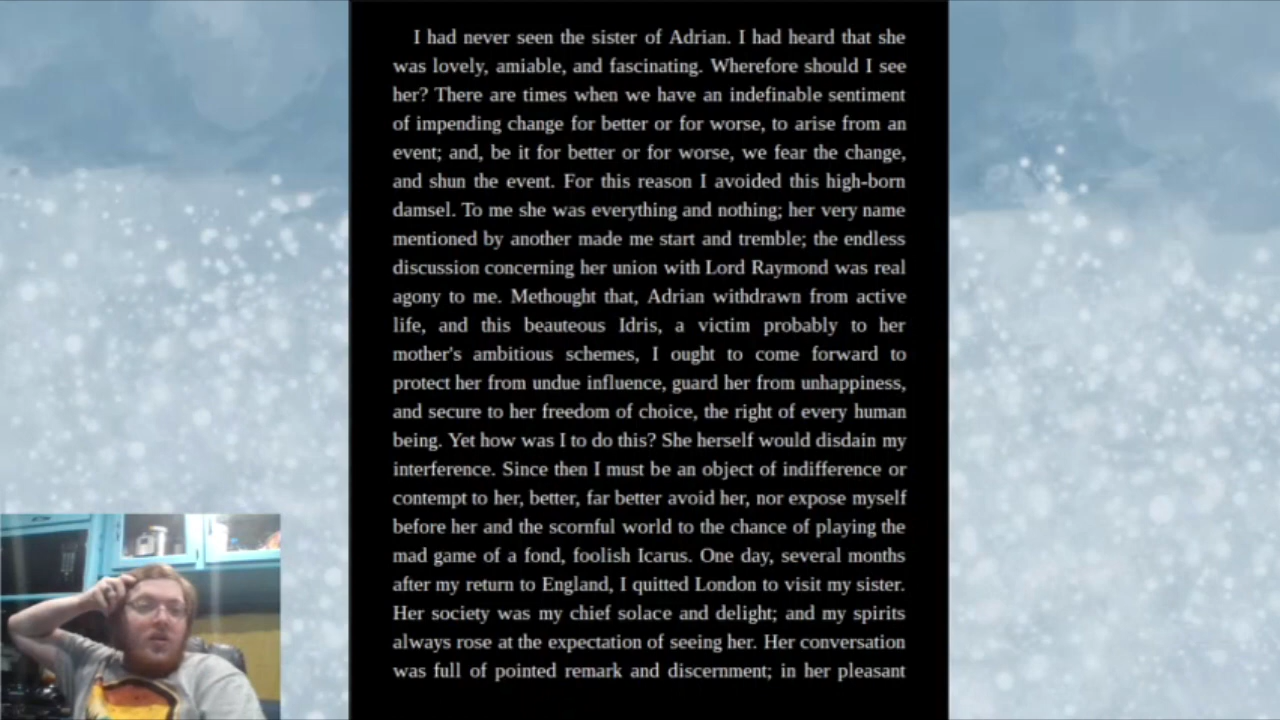 I had never seen the sister of Adrian. I had heard that she
was lovely, amiable, and fascinating. Wherefore should I see
her? There are times when we have an indefinable sentiment
of impending change for better or for worse, to arise from an
event; and, be it for better or for worse, we fear the change,
and shun the event. For this reason I avoided this high-born
damsel. To me she was everything and nothing; her very name
mentioned by another made me start and tremble; the endless
discussion concerning her union with Lord Raymond was real
agony to me. Methought that, Adrian withdrawn from active
life, and this beauteous Idris, a victim probably to her
mother's ambitious schemes, I ought to come forward to
protect her from undue influence, guard her from unhappiness,
and secure to her freedom of choice, the right of every human
being. Yet how was I to do this? She herself would disdain my
interference. Since then I must be an object of indifference or
contempt to her, better, far better avoid her, nor expose myself
before her and the scornful world to the chance of playing the
mad game of a fond, foolish Icarus. One day, several months
after my return to England, I quitted London to visit my sister.
Her society was my chief solace and delight; and my spirits
always rose at the expectation of seeing her. Her conversation
was full of pointed remark and discernment; in her pleasant